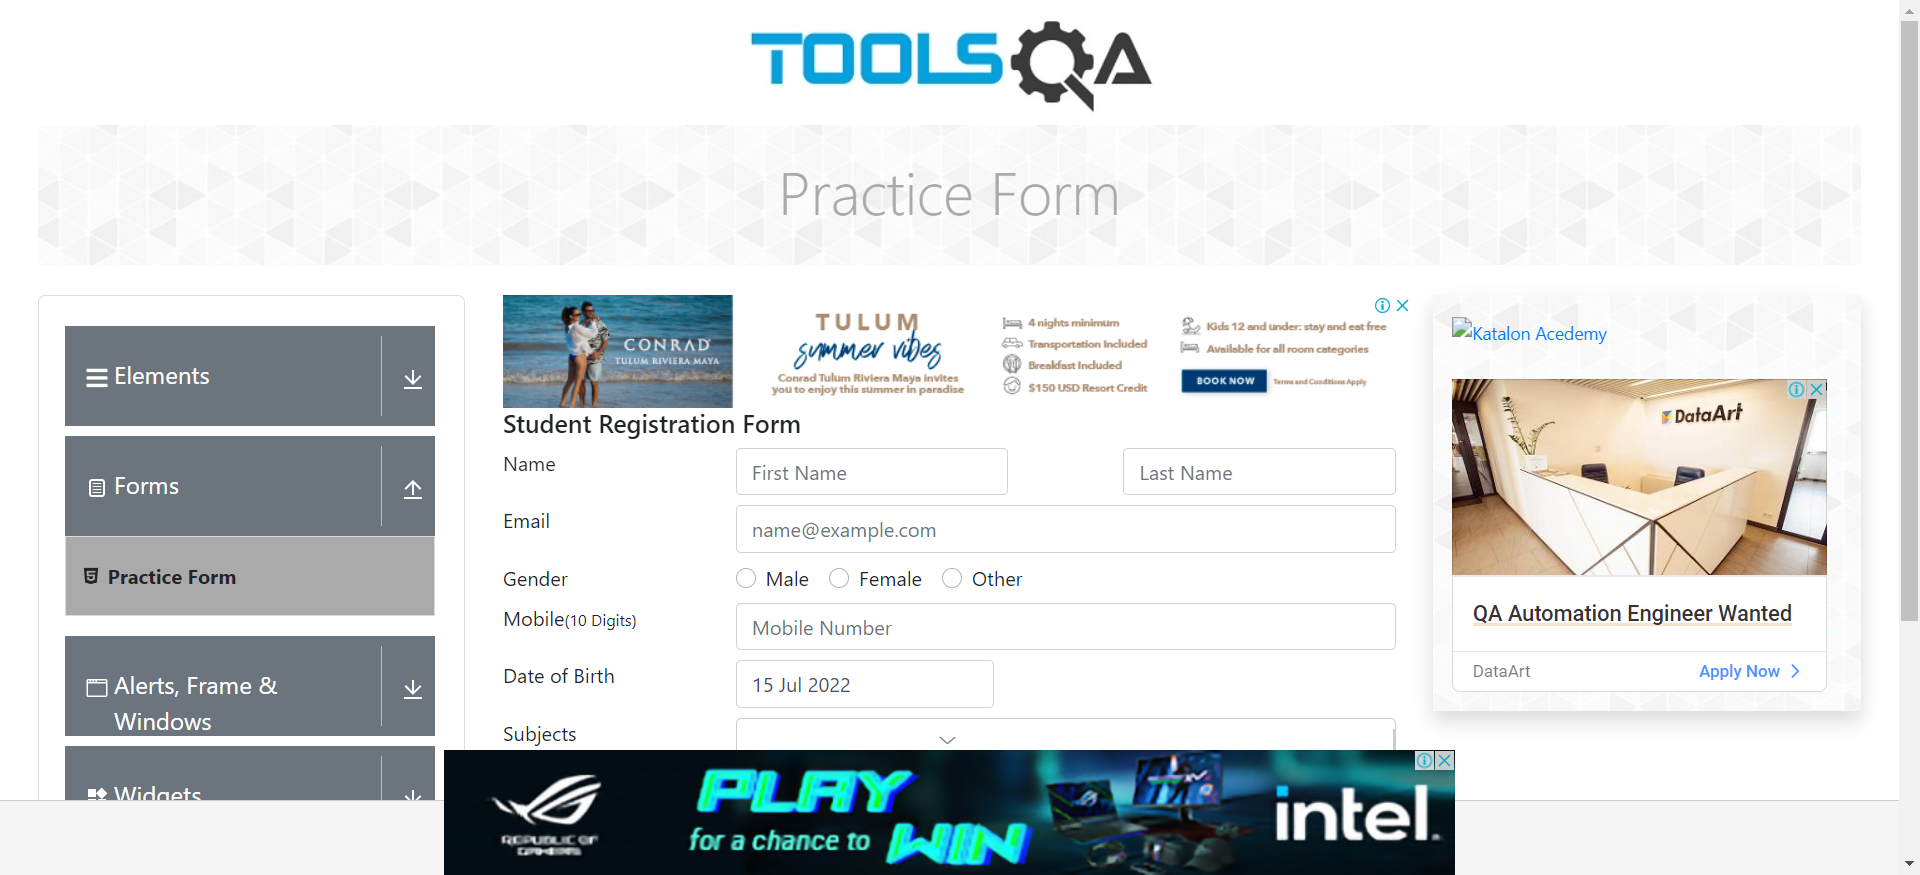 TOOLSQA
Practice Form
Elements
Forms
Practice Form
Alerts, Frame &
Windows
Widgets
CONRAD
TULUM RIVIERA MAYA
TULUM
summer vibes
Conrad Tulum Riviera Maya invites
you to enjoy this summer in paradise
4 nights minimum
Transportation Included
Breakfast Included
$150 USD Resort Credit
Kids 12 and under: stay and eat free
Available for all room categories
BOOK NOW
Terms and Conditions Apply
Student Registration Form
Name
First Name
Last Name
Email
name@example.com
Gender
Male
Female
Other
Mobile(10 Digits)
Mobile Number
Date of Birth
15 Jul 2022
Subjects
Katalon Acedemy
DataArt
QA Automation Engineer Wanted
DataArt
Apply Now
REPUBLIC OF
GAMERS
PLAY
for a chance to
WIN
intel.